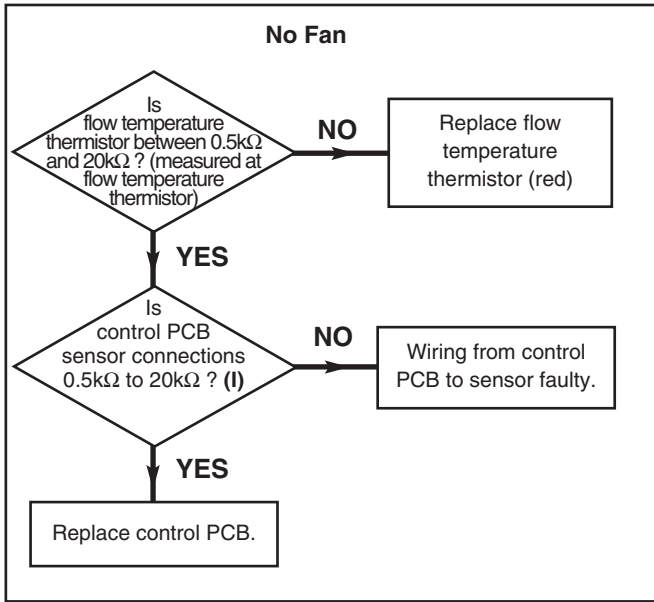 No Fan
Is
flow temperature
thermistor between 0.5kΩ
and 20kΩ ? (measured at
flow temperature
thermistor)
NO
Replace flow
temperature
thermistor (red)
YES
Is
control PCB
sensor connections
0.5kΩ to 20kΩ ? (I)
NO
Wiring from control
PCB to sensor faulty.
YES
Replace control PCB.